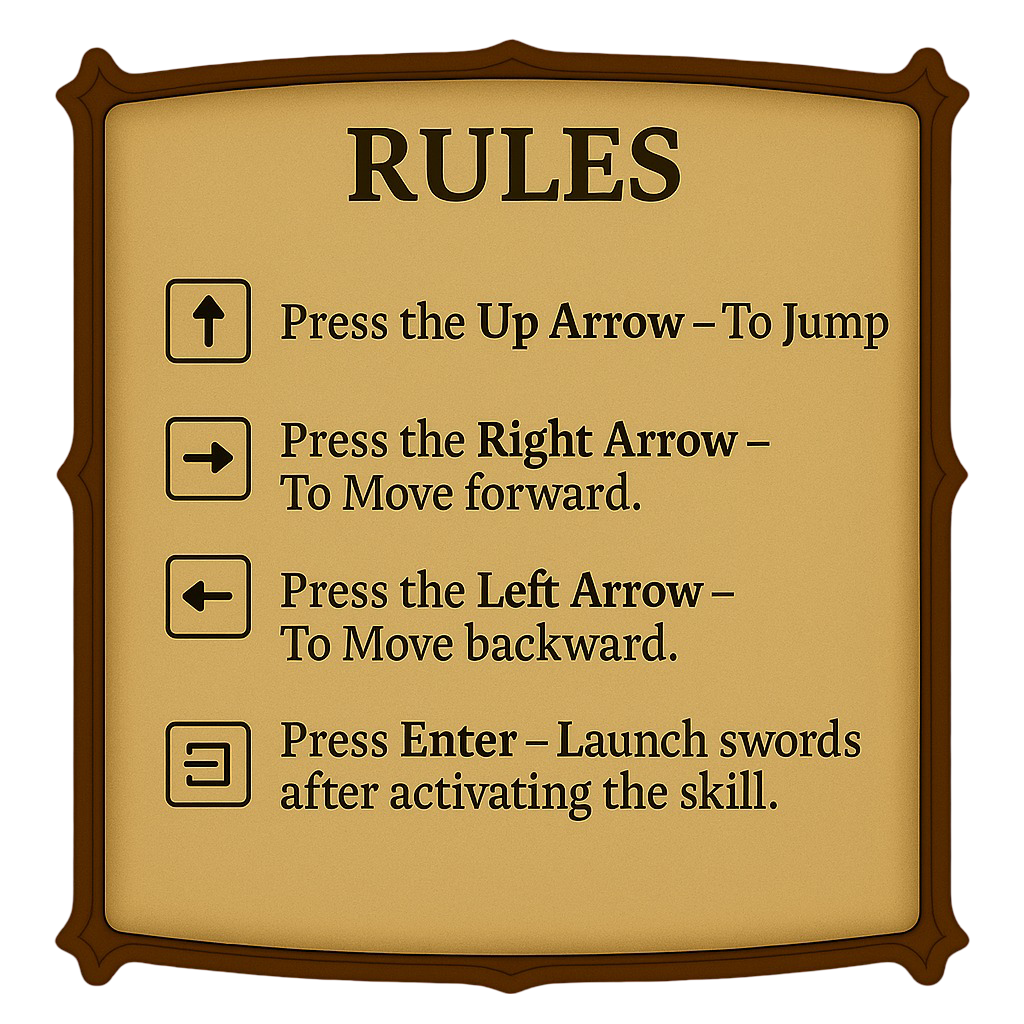 RULES
Press the Up Arrow – To Jump
Press the Right Arrow –
To Move forward.
Press the Left Arrow –
To Move backward.
Press Enter – Launch swords
after activating the skill.